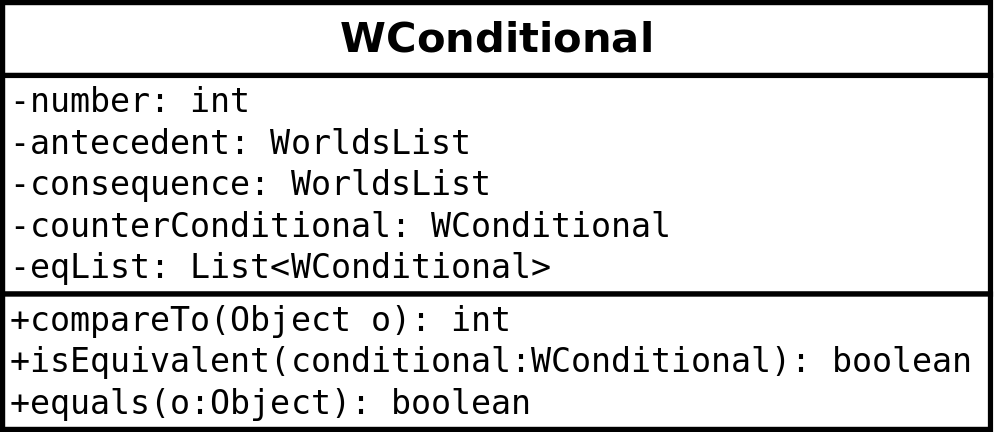 WConditional
-number: int
-antecedent: WorldsList
-consequence: WorldsList
-counterConditional: WConditional
-eqList: List<WConditional>
+compareTo(Object o): int
+isEquivalent(conditional:WConditional): boolean
+equals(o:Object): boolean